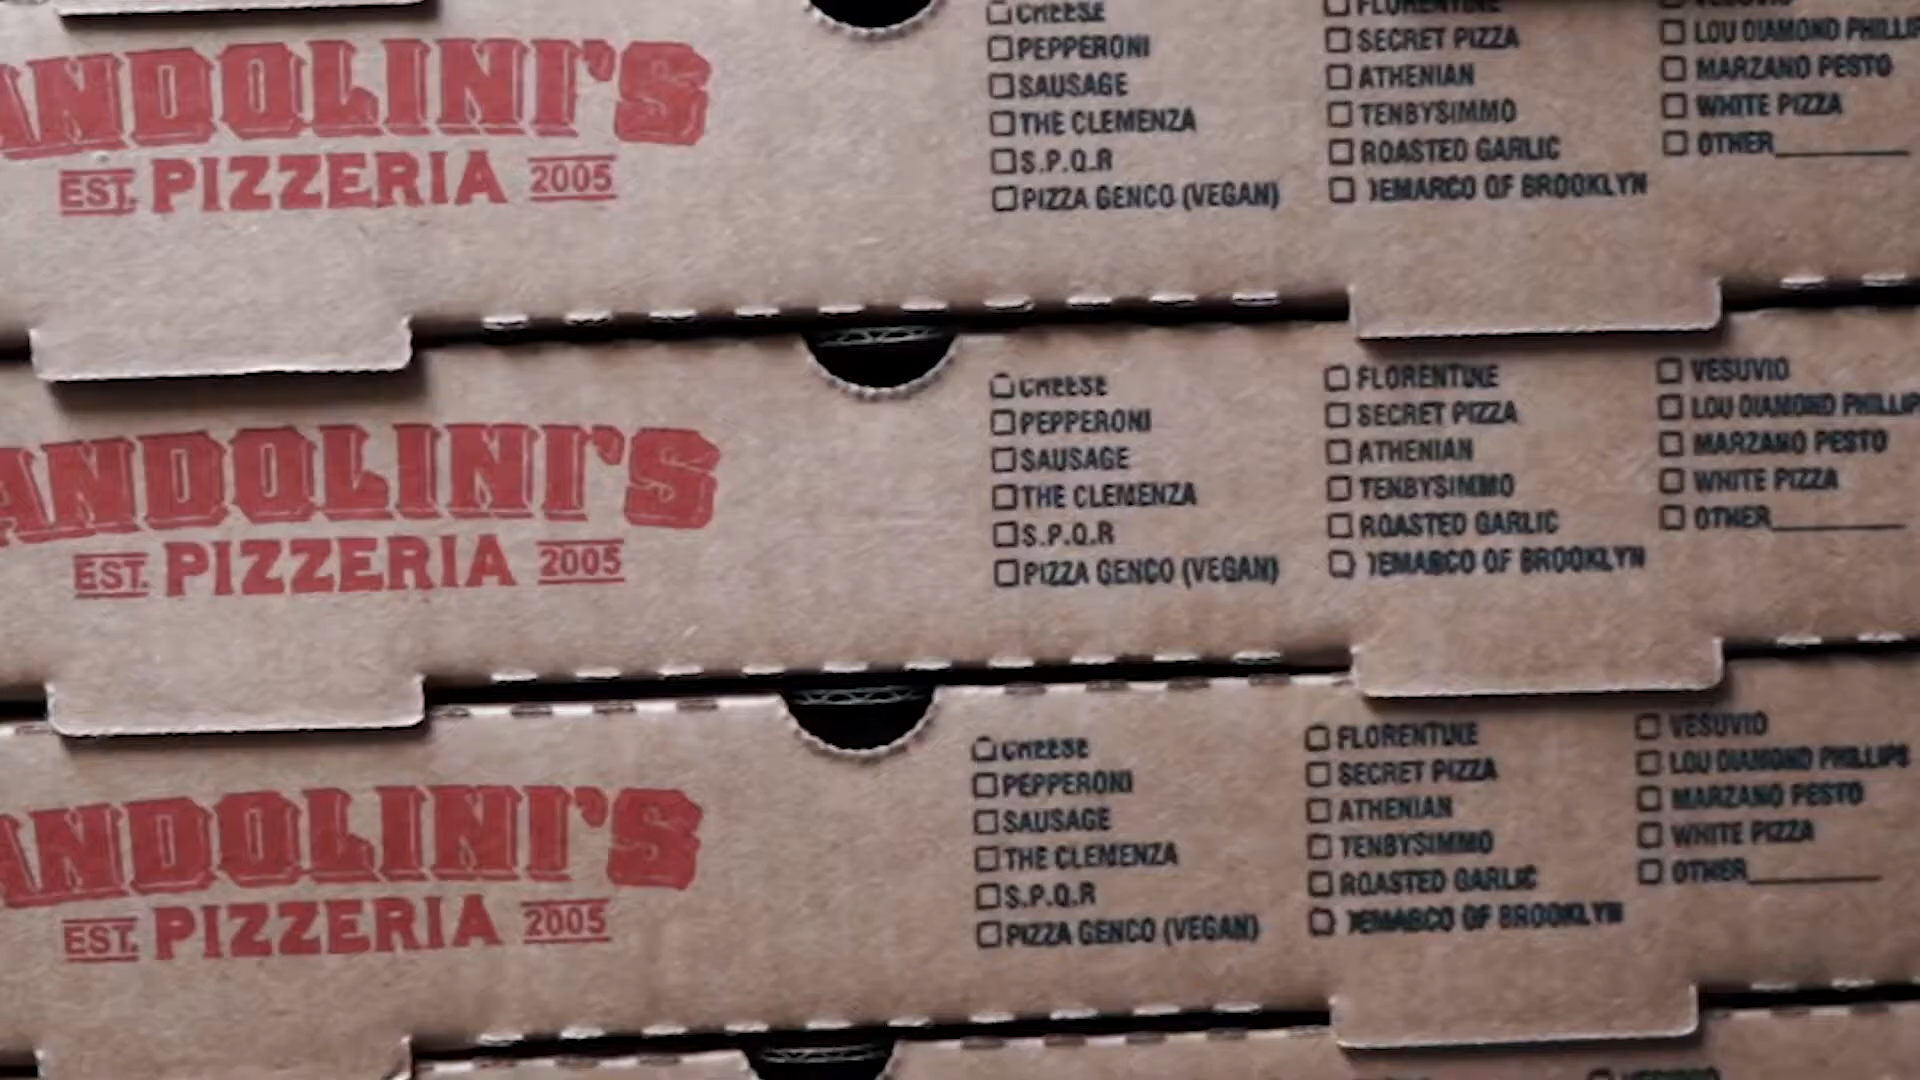 ANDOLINI'S
EST. PIZZERIA 2005
CHEESE
PEPPERONI
SAUSAGE
THE CLEMENZA
S.P.Q.R
PIZZA GENCO (VEGAN)
FLORENTINE
SECRET PIZZA
ATHENIAN
TENBYSIMMO
ROASTED GARLIC
DEMARCO OF BROOKLYN
LOU DIAMOND PHILLIP
MARZANO PESTO
WHITE PIZZA
OTHER
ANDOLINI'S
EST. PIZZERIA 2005
CHEESE
PEPPERONI
SAUSAGE
THE CLEMENZA
S.P.Q.R
PIZZA GENCO (VEGAN)
FLORENTINE
SECRET PIZZA
ATHENIAN
TENBYSIMMO
ROASTED GARLIC
DEMARCO OF BROOKLYN
VESUVIO
LOU DIAMOND PHILLIP
MARZANO PESTO
WHITE PIZZA
OTHER
ANDOLINI'S
EST. PIZZERIA 2005
CHEESE
PEPPERONI
SAUSAGE
THE CLEMENZA
S.P.Q.R
PIZZA GENCO (VEGAN)
FLORENTINE
SECRET PIZZA
ATHENIAN
TENBYSIMMO
ROASTED GARLIC
DEMARCO OF BROOKLYN
VESUVIO
LOU DIAMOND PHILLIPS
MARZANO PESTO
WHITE PIZZA
OTHER